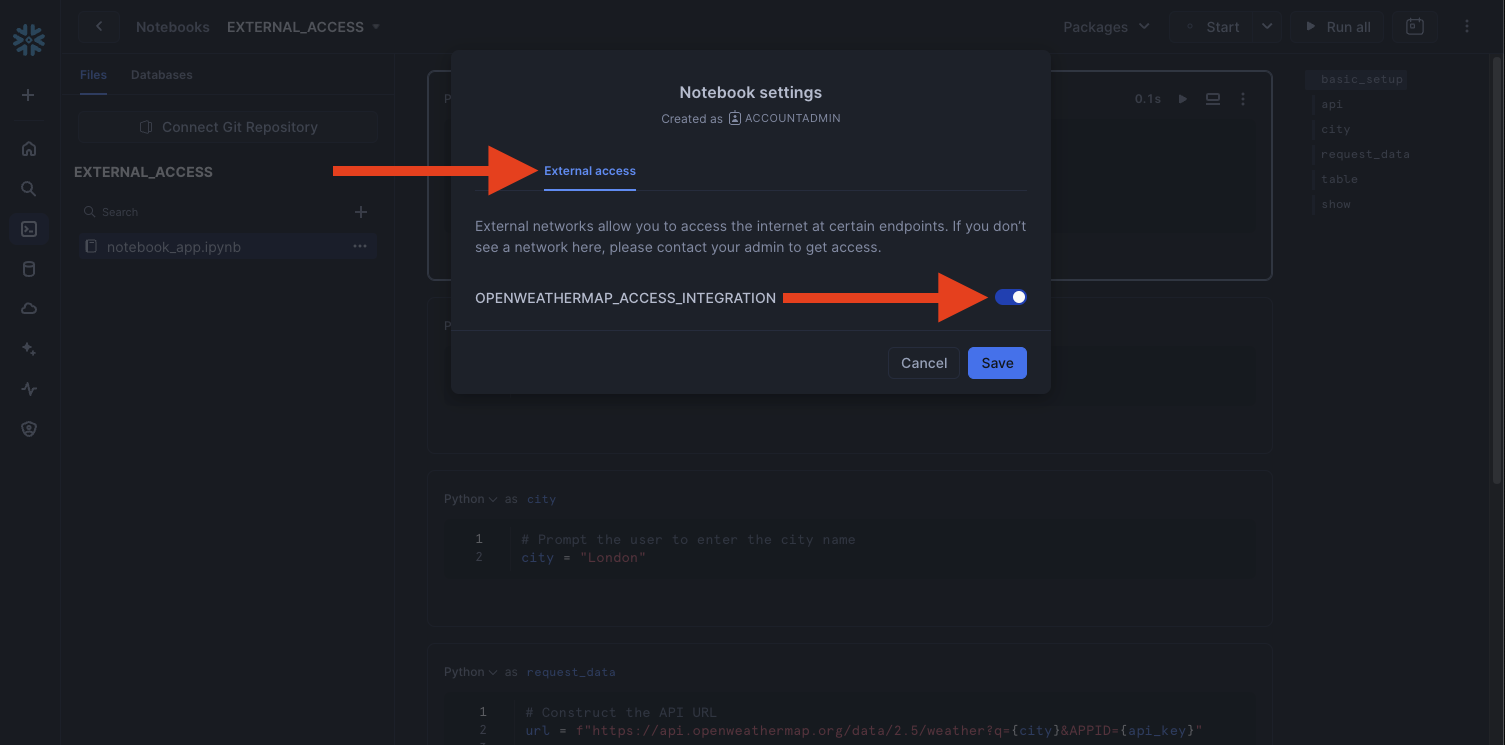 Notebooks EXTERNAL_ACCESS
Packages Start Run all
Files Databases
Connect Git Repository
EXTERNAL_ACCESS
Search
notebook_app.ipynb
Notebook settings
Created as ACCOUNTADMIN
External access
External networks allow you to access the internet at certain endpoints. If you don’t
see a network here, please contact your admin to get access.
OPENWEATHERMAP_ACCESS_INTEGRATION
Cancel Save
0.1s
Python as city
1 # Prompt the user to enter the city name
2 city = "London"
Python as request_data
1 # Construct the API URL
2 url = f"https://api.openweathermap.org/data/2.5/weather?q={city}&APPID={api_key}"
basic_setup
api
city
request_data
table
show